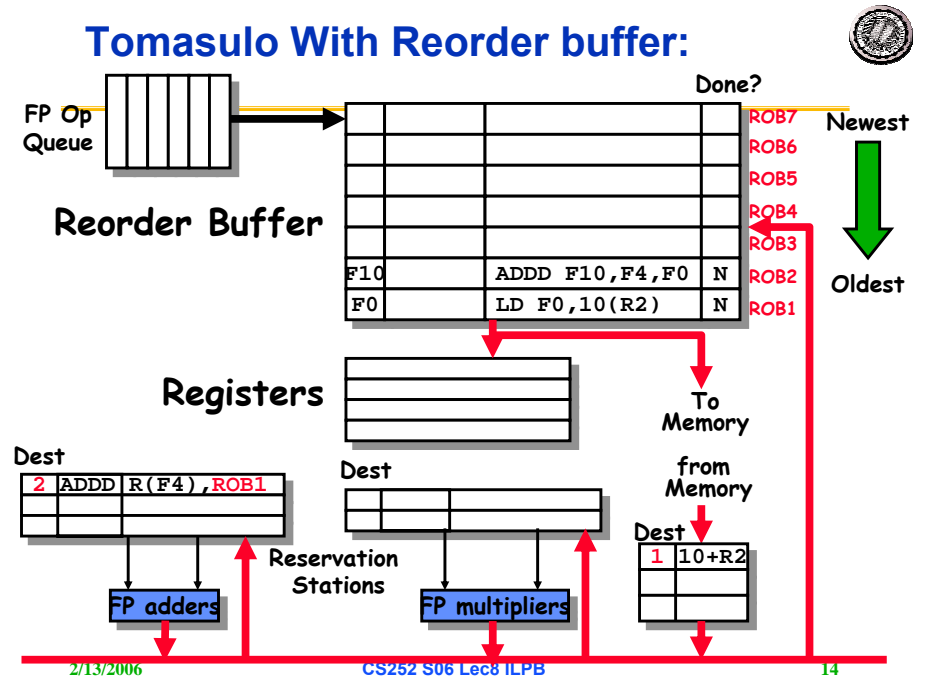 Tomasulo With Reorder buffer:
Done?
FP Op
Queue
ROB7
Newest
ROB6
ROB5
Reorder Buffer
ROB4
ROB3
F10 ADDD F10,F4,F0 N ROB2
Oldest
F0 LD F0,10(R2) N ROB1
Registers
To
Memory
Dest
2 ADDD R(F4),ROB1
Dest
from
Memory
Dest
1 10+R2
Reservation
Stations
FP adders
FP multipliers
2/13/2006
CS252 S06 Lec8 ILPB
14